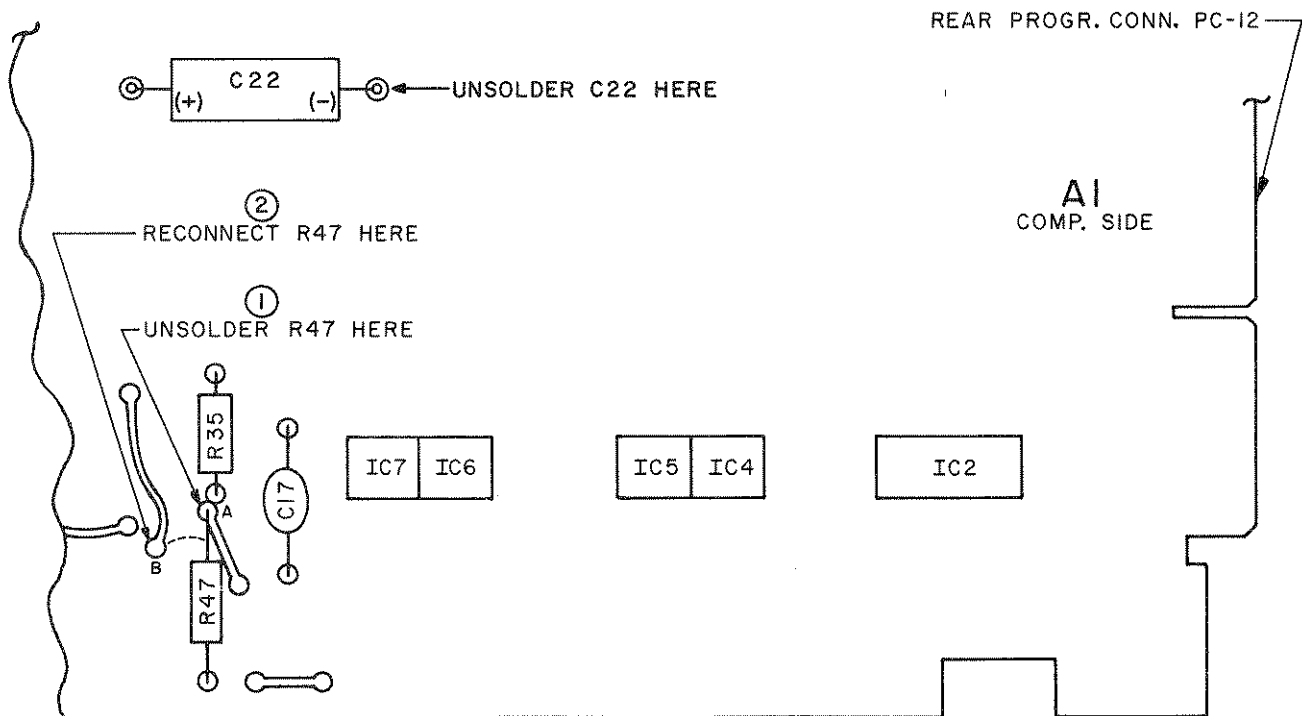 REAR PROGR. CONN. PC-12
C22
(+) (-)
UNSOLDER C22 HERE
A1
COMP. SIDE
2
RECONNECT R47 HERE
1
UNSOLDER R47 HERE
R35
C17
IC7 IC6
IC5 IC4
IC2
A
B
R47